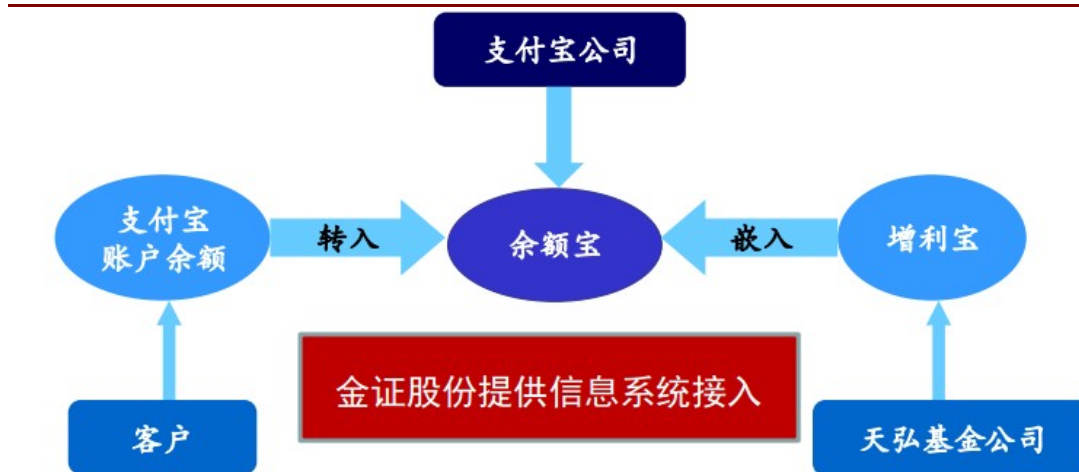 支付宝公司
支付宝
账户余额
转入
余额宝
嵌入
增利宝
金证股份提供信息系统接入
客户
天弘基金公司